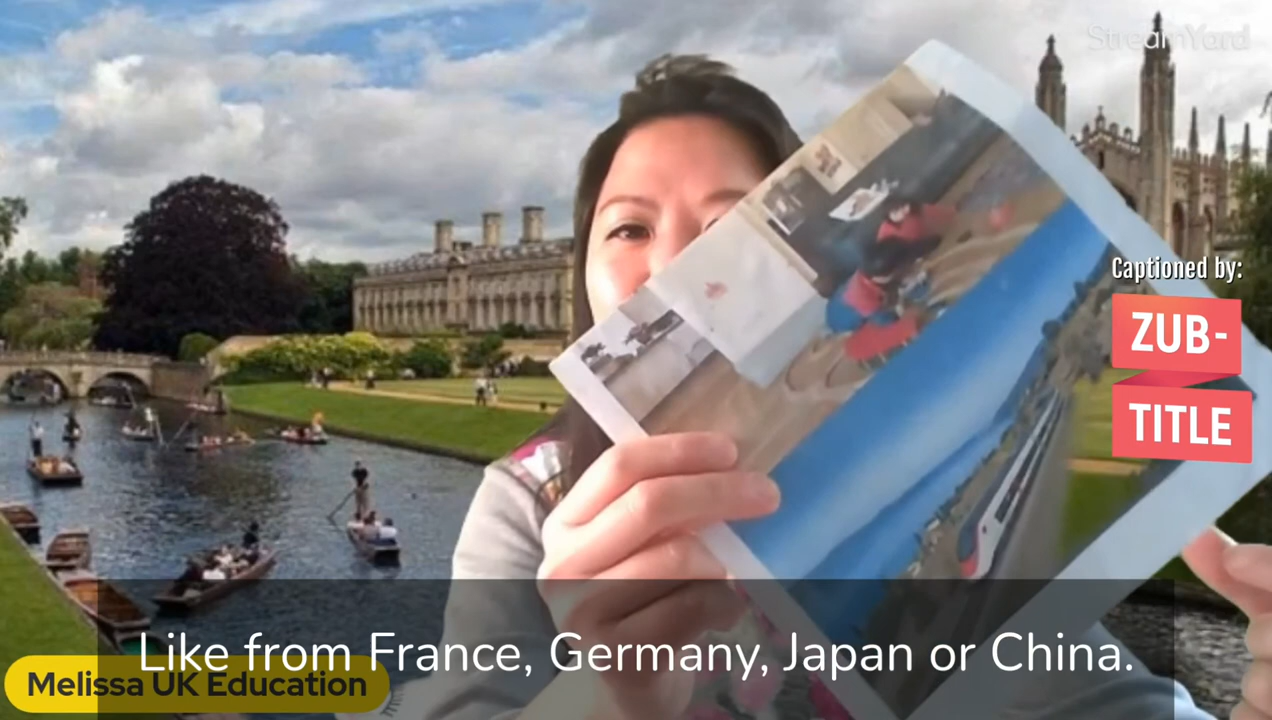 StreamYard
Captioned by:
ZUB-
TITLE
Like from France, Germany, Japan or China.
Melissa UK Education